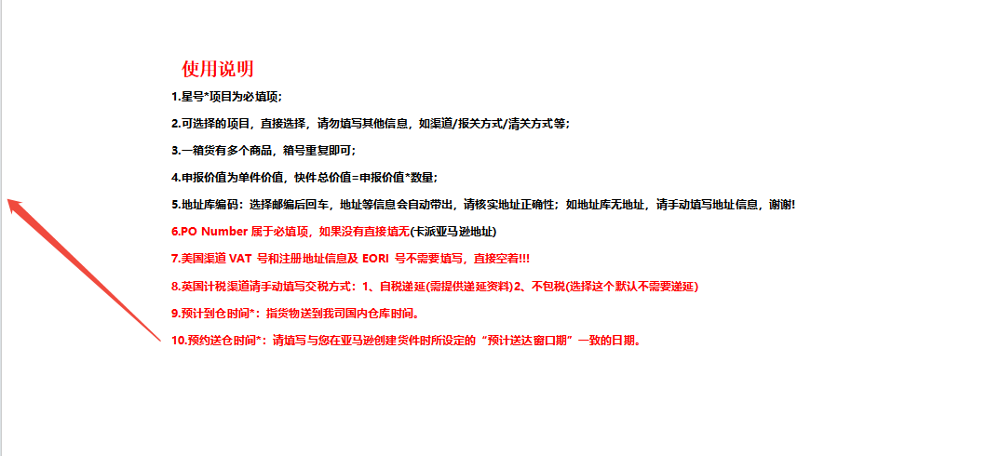 使用说明
1.星号*项目为必填项；
2.可选择的项目，直接选择，请勿填写其他信息，如渠道/报关方式/清关方式等；
3.一箱货有多个商品，箱号重复即可；
4.申报价值为单件价值，快件总价值=申报价值*数量；
5.地址库编码：选择邮编后回车，地址等信息会自动带出，请核实地址正确性；如地址库无地址，请手动填写地址信息，谢谢!
6.PO Number 属于必填项，如果没有直接填无(卡派亚马逊地址)
7.美国渠道 VAT 号和注册地址信息及 EORI 号不需要填写，直接空着!!!
8.英国计税渠道请手动填写交税方式：1、自税递延(需提供递延资料)2、不包税(选择这个默认不需要递延)
9.预计到仓时间*：指货物送到我司国内仓库时间。
10.预约送仓时间*：请填写与您在亚马逊创建货件时所设定的“预计送达窗口期”一致的日期。